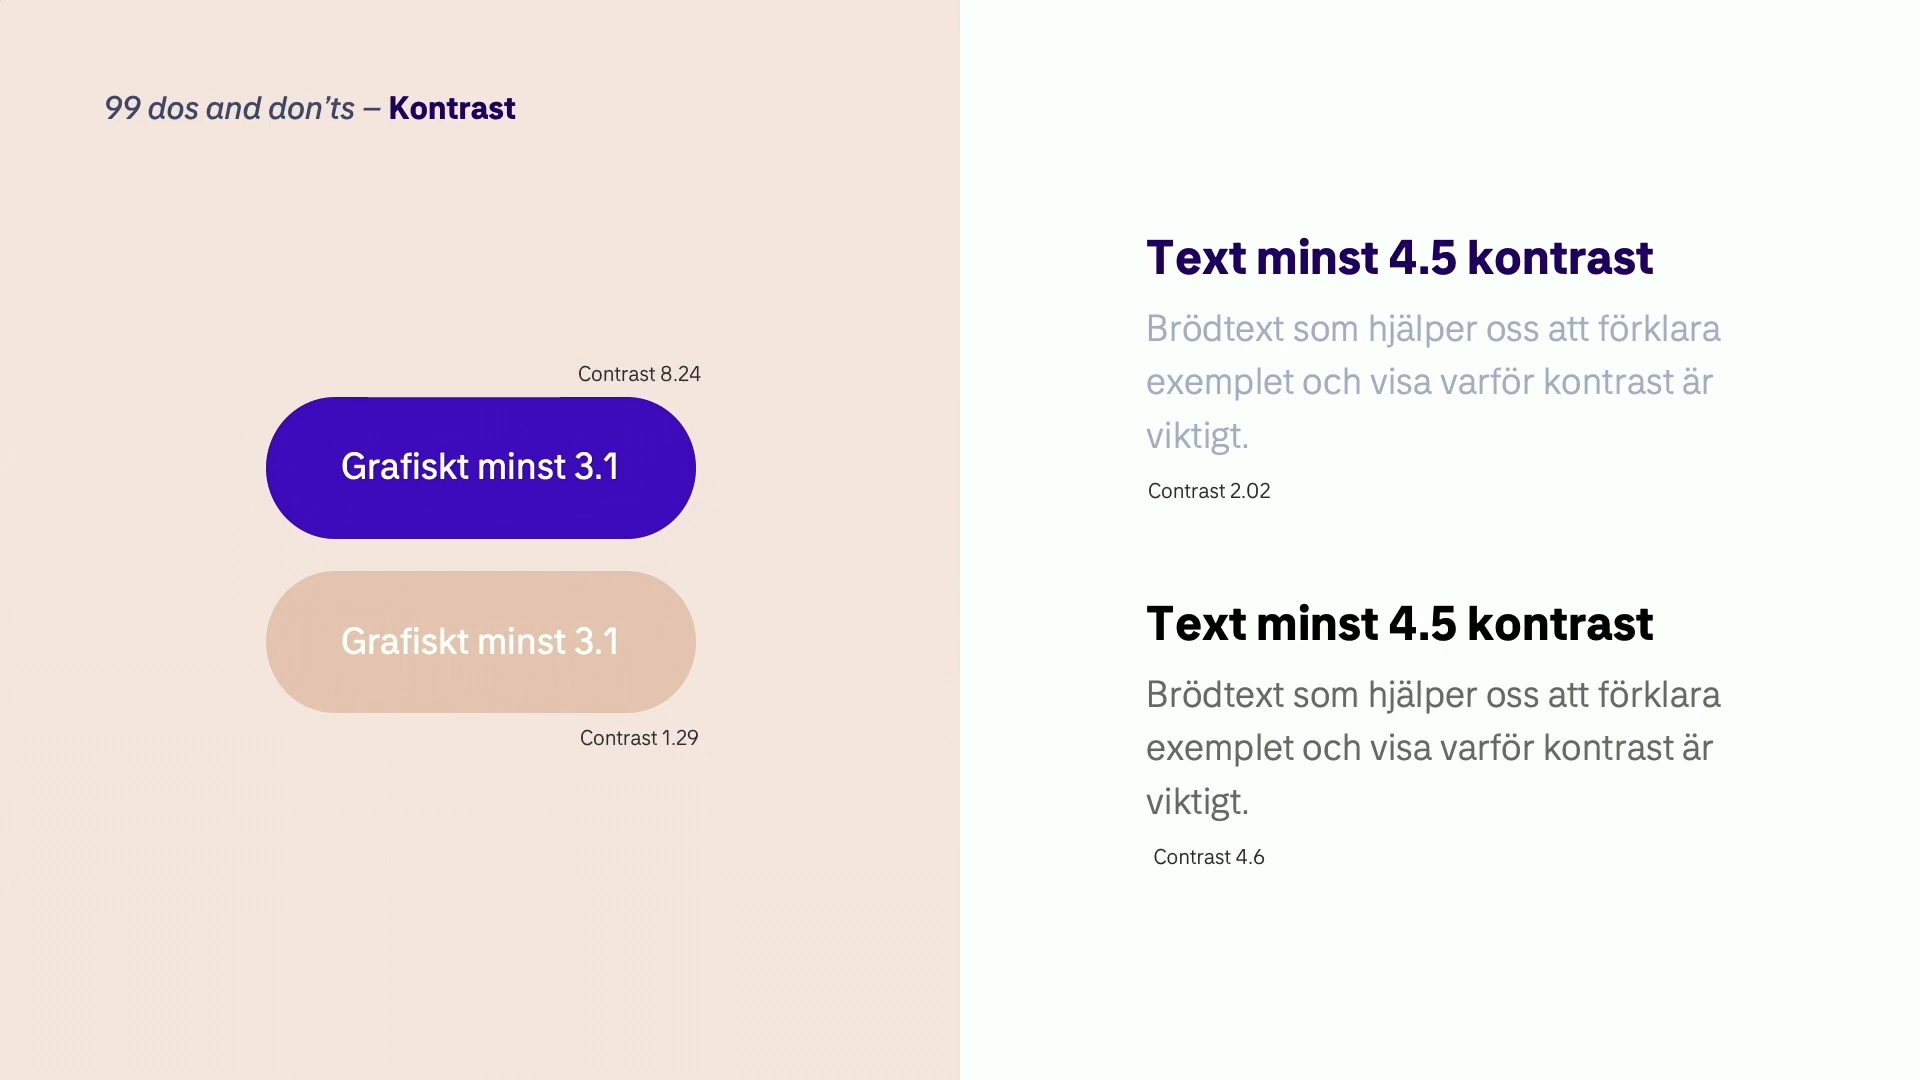 99 dos and don’ts – Kontrast
Contrast 8.24
Grafiskt minst 3.1
Grafiskt minst 3.1
Contrast 1.29
Text minst 4.5 kontrast
Brödtext som hjälper oss att förklara
exemplet och visa varför kontrast är
viktigt.
Contrast 2.02
Text minst 4.5 kontrast
Brödtext som hjälper oss att förklara
exemplet och visa varför kontrast är
viktigt.
Contrast 4.6